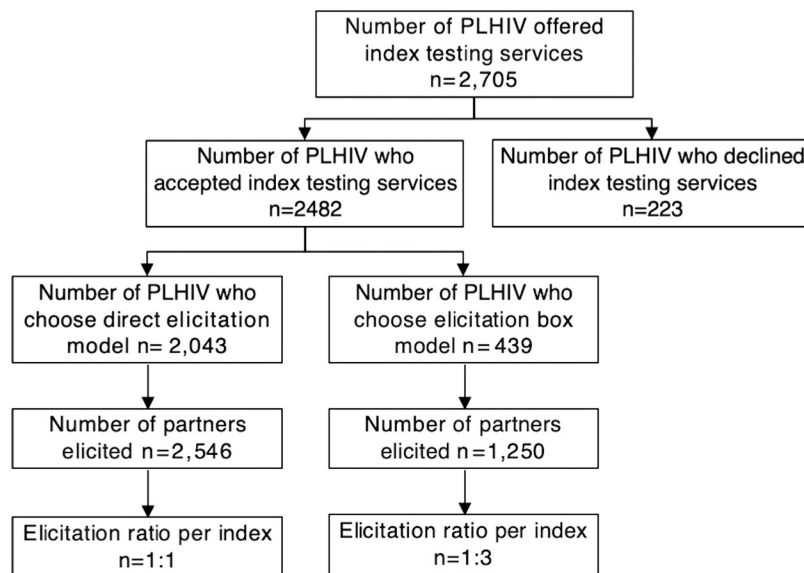 Number of PLHIV offered
index testing services
n=2,705
Number of PLHIV who
accepted index testing services
n=2482
Number of PLHIV who declined
index testing services
n=223
Number of PLHIV who
choose direct elicitation
model n= 2,043
Number of PLHIV who
choose elicitation box
model n=439
Number of partners
elicited n=2,546
Number of partners
elicited n=1,250
Elicitation ratio per index
n=1:1
Elicitation ratio per index
n=1:3